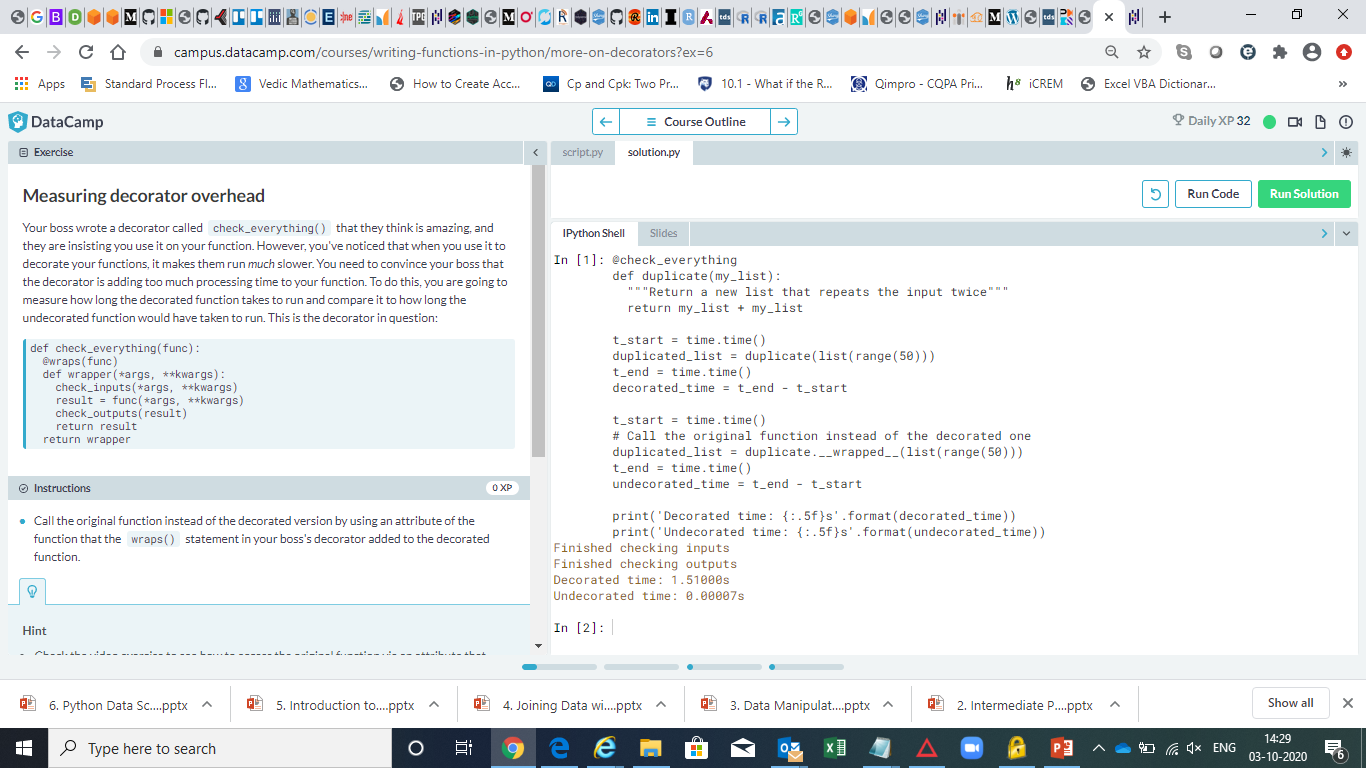 campus.datacamp.com/courses/writing-functions-in-python/more-on-decorators?ex=6
Apps
Standard Process Fl...
Vedic Mathematics...
How to Create Acc...
Cp and Cpk: Two Pr...
10.1 - What if the R...
Qimpro - CQPA Pri...
iCREM
Excel VBA Dictionar...
»
DataCamp
Course Outline
Daily XP 32
Exercise
script.py
solution.py
Measuring decorator overhead
Your boss wrote a decorator called check_everything() that they think is amazing, and
they are insisting you use it on your function. However, you've noticed that when you use it to
decorate your functions, it makes them run much slower. You need to convince your boss that
the decorator is adding too much processing time to your function. To do this, you are going to
measure how long the decorated function takes to run and compare it to how long the
undecorated function would have taken to run. This is the decorator in question:
def check_everything(func):
@wraps(func)
def wrapper(*args, **kwargs):
check_inputs(*args, **kwargs)
result = func(*args, **kwargs)
check_outputs(result)
return result
return wrapper
Instructions
0 XP
• Call the original function instead of the decorated version by using an attribute of the
function that the wraps() statement in your boss's decorator added to the decorated
function.
Hint
Run Code
Run Solution
IPython Shell
Slides
In [1]: @check_everything
def duplicate(my_list):
"""Return a new list that repeats the input twice"""
return my_list + my_list
t_start = time.time()
duplicated_list = duplicate(list(range(50)))
t_end = time.time()
decorated_time = t_end - t_start
t_start = time.time()
# Call the original function instead of the decorated one
duplicated_list = duplicate.__wrapped__(list(range(50)))
t_end = time.time()
undecorated_time = t_end - t_start
print('Decorated time: {:.5f}s'.format(decorated_time))
print('Undecorated time: {:.5f}s'.format(undecorated_time))
Finished checking inputs
Finished checking outputs
Decorated time: 1.51000s
Undecorated time: 0.00007s
In [2]:
6. Python Data Sc....pptx
5. Introduction to....pptx
4. Joining Data wi....pptx
3. Data Manipulat....pptx
2. Intermediate P....pptx
Show all
Type here to search
ENG
14:29
03-10-2020
6